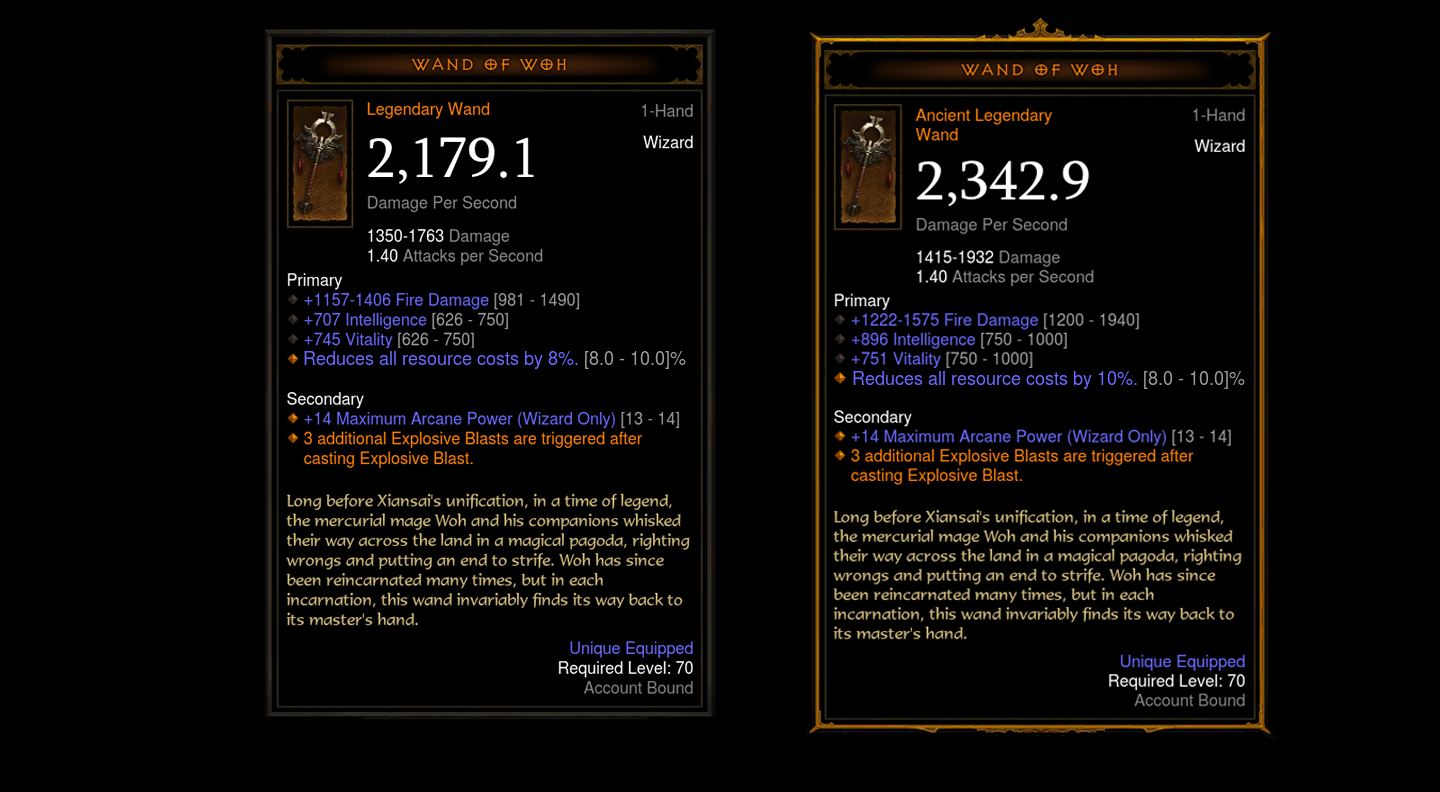 WAND OF WOH
Legendary Wand
1-Hand
Wizard
2,179.1
Damage Per Second
1350-1763 Damage
1.40 Attacks per Second
Primary
+1157-1406 Fire Damage [981 - 1490]
+707 Intelligence [626 - 750]
+745 Vitality [626 - 750]
Reduces all resource costs by 8%. [8.0 - 10.0]%
Secondary
+14 Maximum Arcane Power (Wizard Only) [13 - 14]
3 additional Explosive Blasts are triggered after
casting Explosive Blast.
Long before Xiansai's unification, in a time of legend,
the mercurial mage Woh and his companions whisked
their way across the land in a magical pagoda, righting
wrongs and putting an end to strife. Woh has since
been reincarnated many times, but in each
incarnation, this wand invariably finds its way back to
its master's hand.
Unique Equipped
Required Level: 70
Account Bound
WAND OF WOH
Ancient Legendary
Wand
1-Hand
Wizard
2,342.9
Damage Per Second
1415-1932 Damage
1.40 Attacks per Second
Primary
+1222-1575 Fire Damage [1200 - 1940]
+896 Intelligence [750 - 1000]
+751 Vitality [750 - 1000]
Reduces all resource costs by 10%. [8.0 - 10.0]%
Secondary
+14 Maximum Arcane Power (Wizard Only) [13 - 14]
3 additional Explosive Blasts are triggered after
casting Explosive Blast.
Long before Xiansai's unification, in a time of legend,
the mercurial mage Woh and his companions whisked
their way across the land in a magical pagoda, righting
wrongs and putting an end to strife. Woh has since
been reincarnated many times, but in each
incarnation, this wand invariably finds its way back to
its master's hand.
Unique Equipped
Required Level: 70
Account Bound